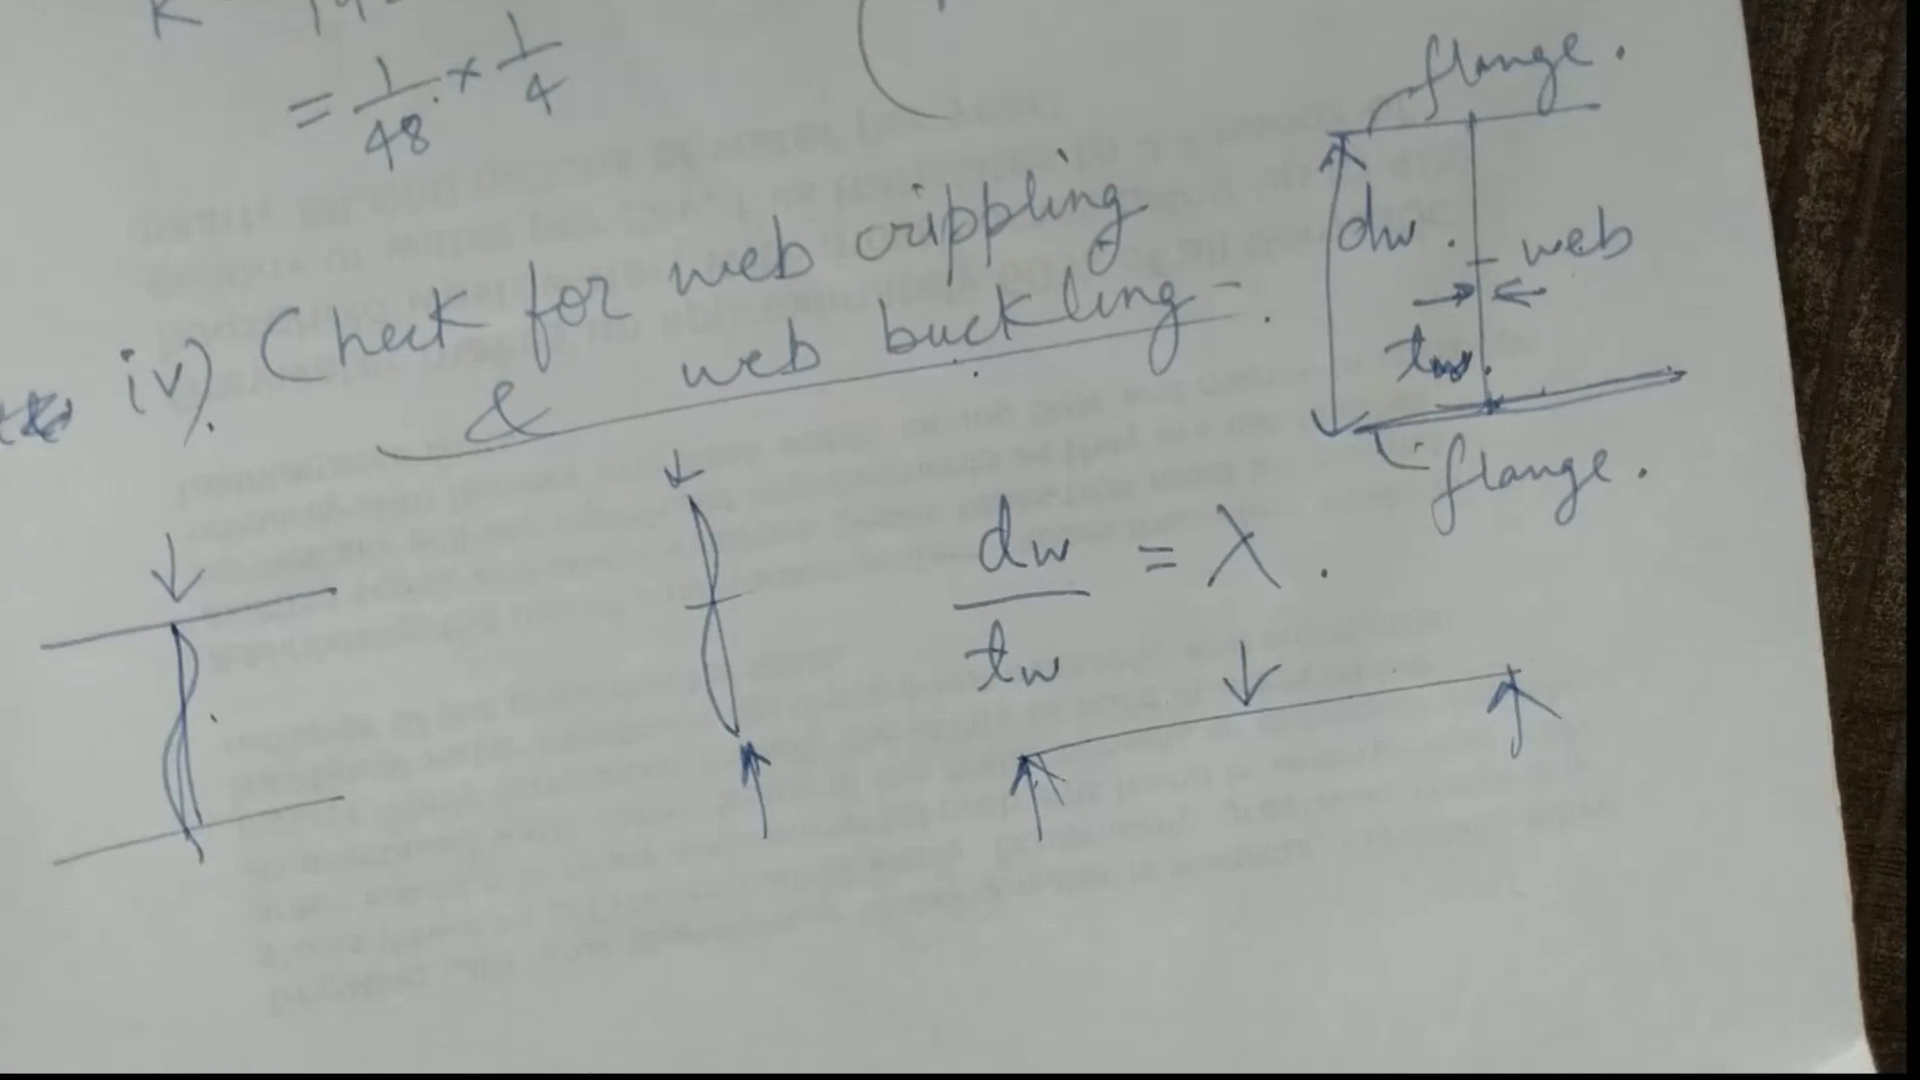 = 1/48 × 1/4
iv). Check for web crippling
& web buckling -.
flange.
dw.
web
tw.
flange.
dw/tw = λ.